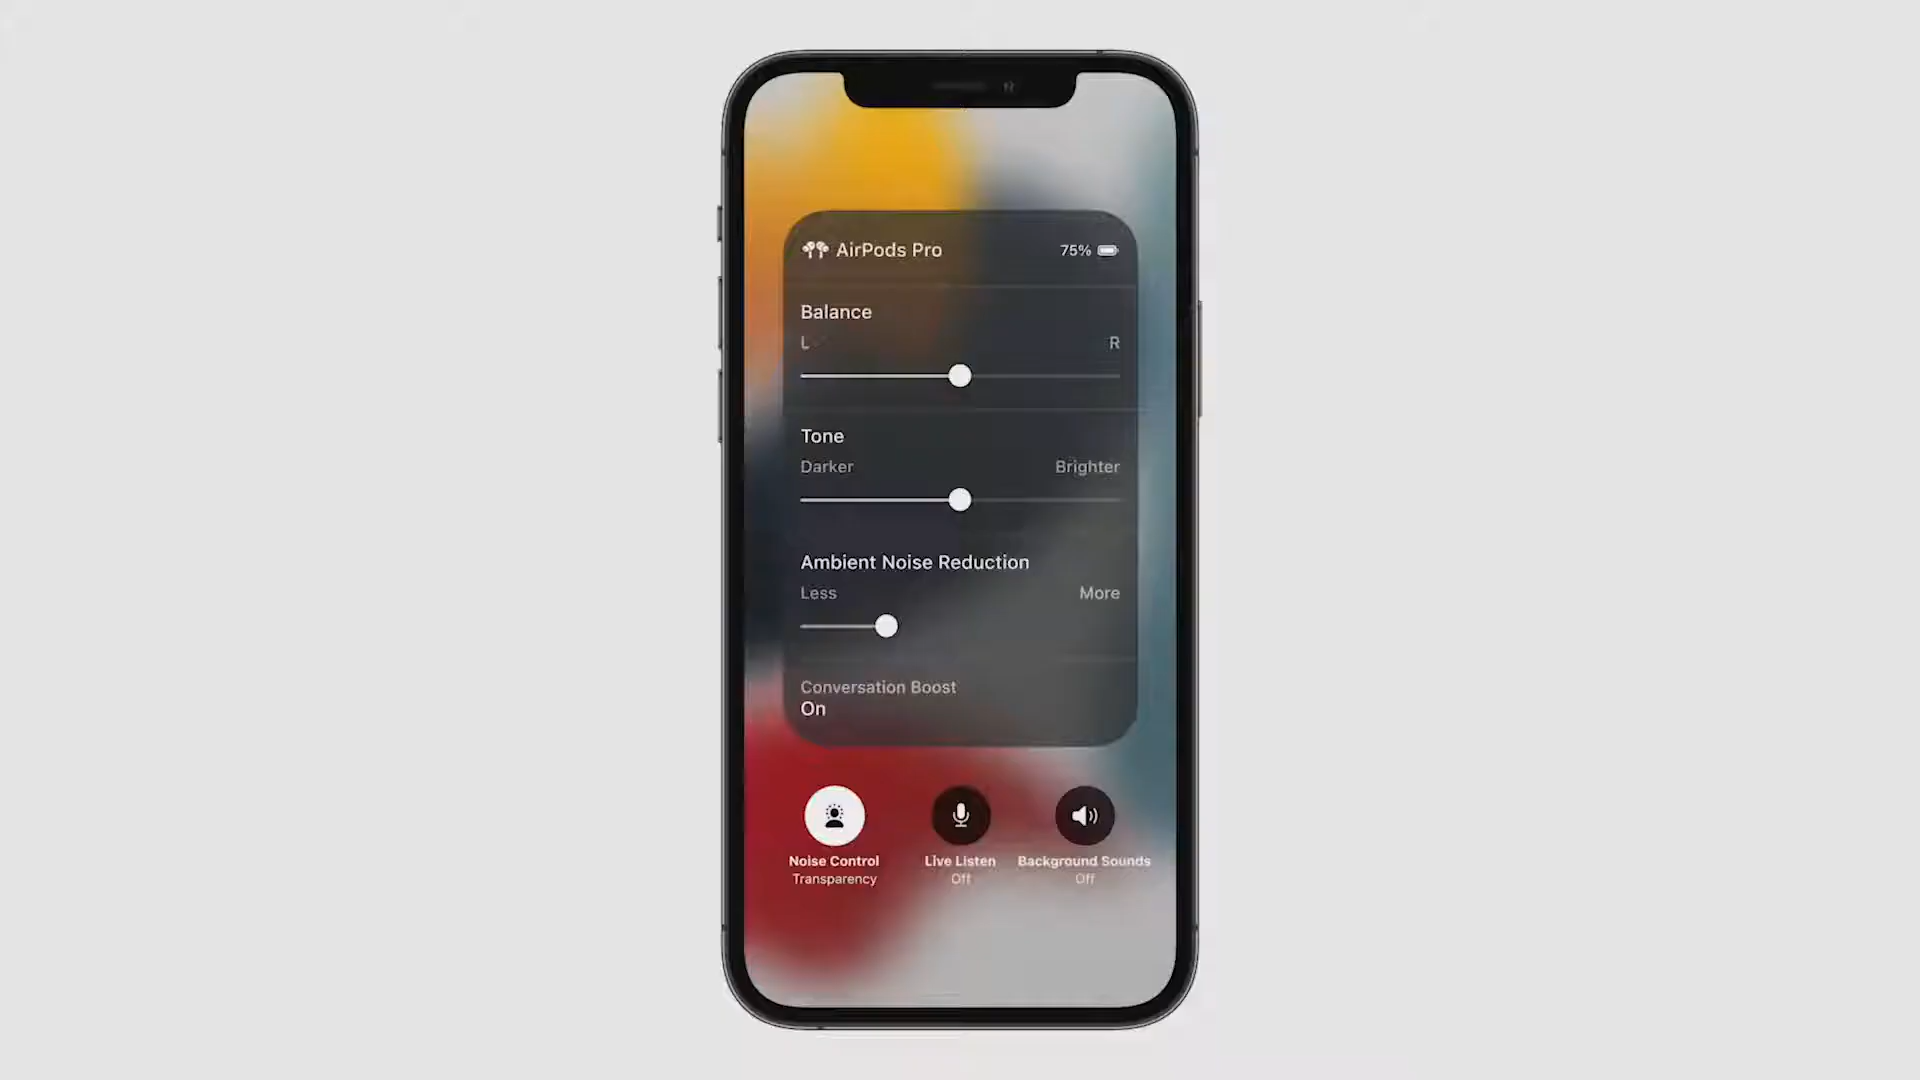 AirPods Pro 75%
Balance
L R
Tone
Darker Brighter
Ambient Noise Reduction
Less More
Conversation Boost
On
Noise Control Live Listen Background Sounds
Transparency Off Off